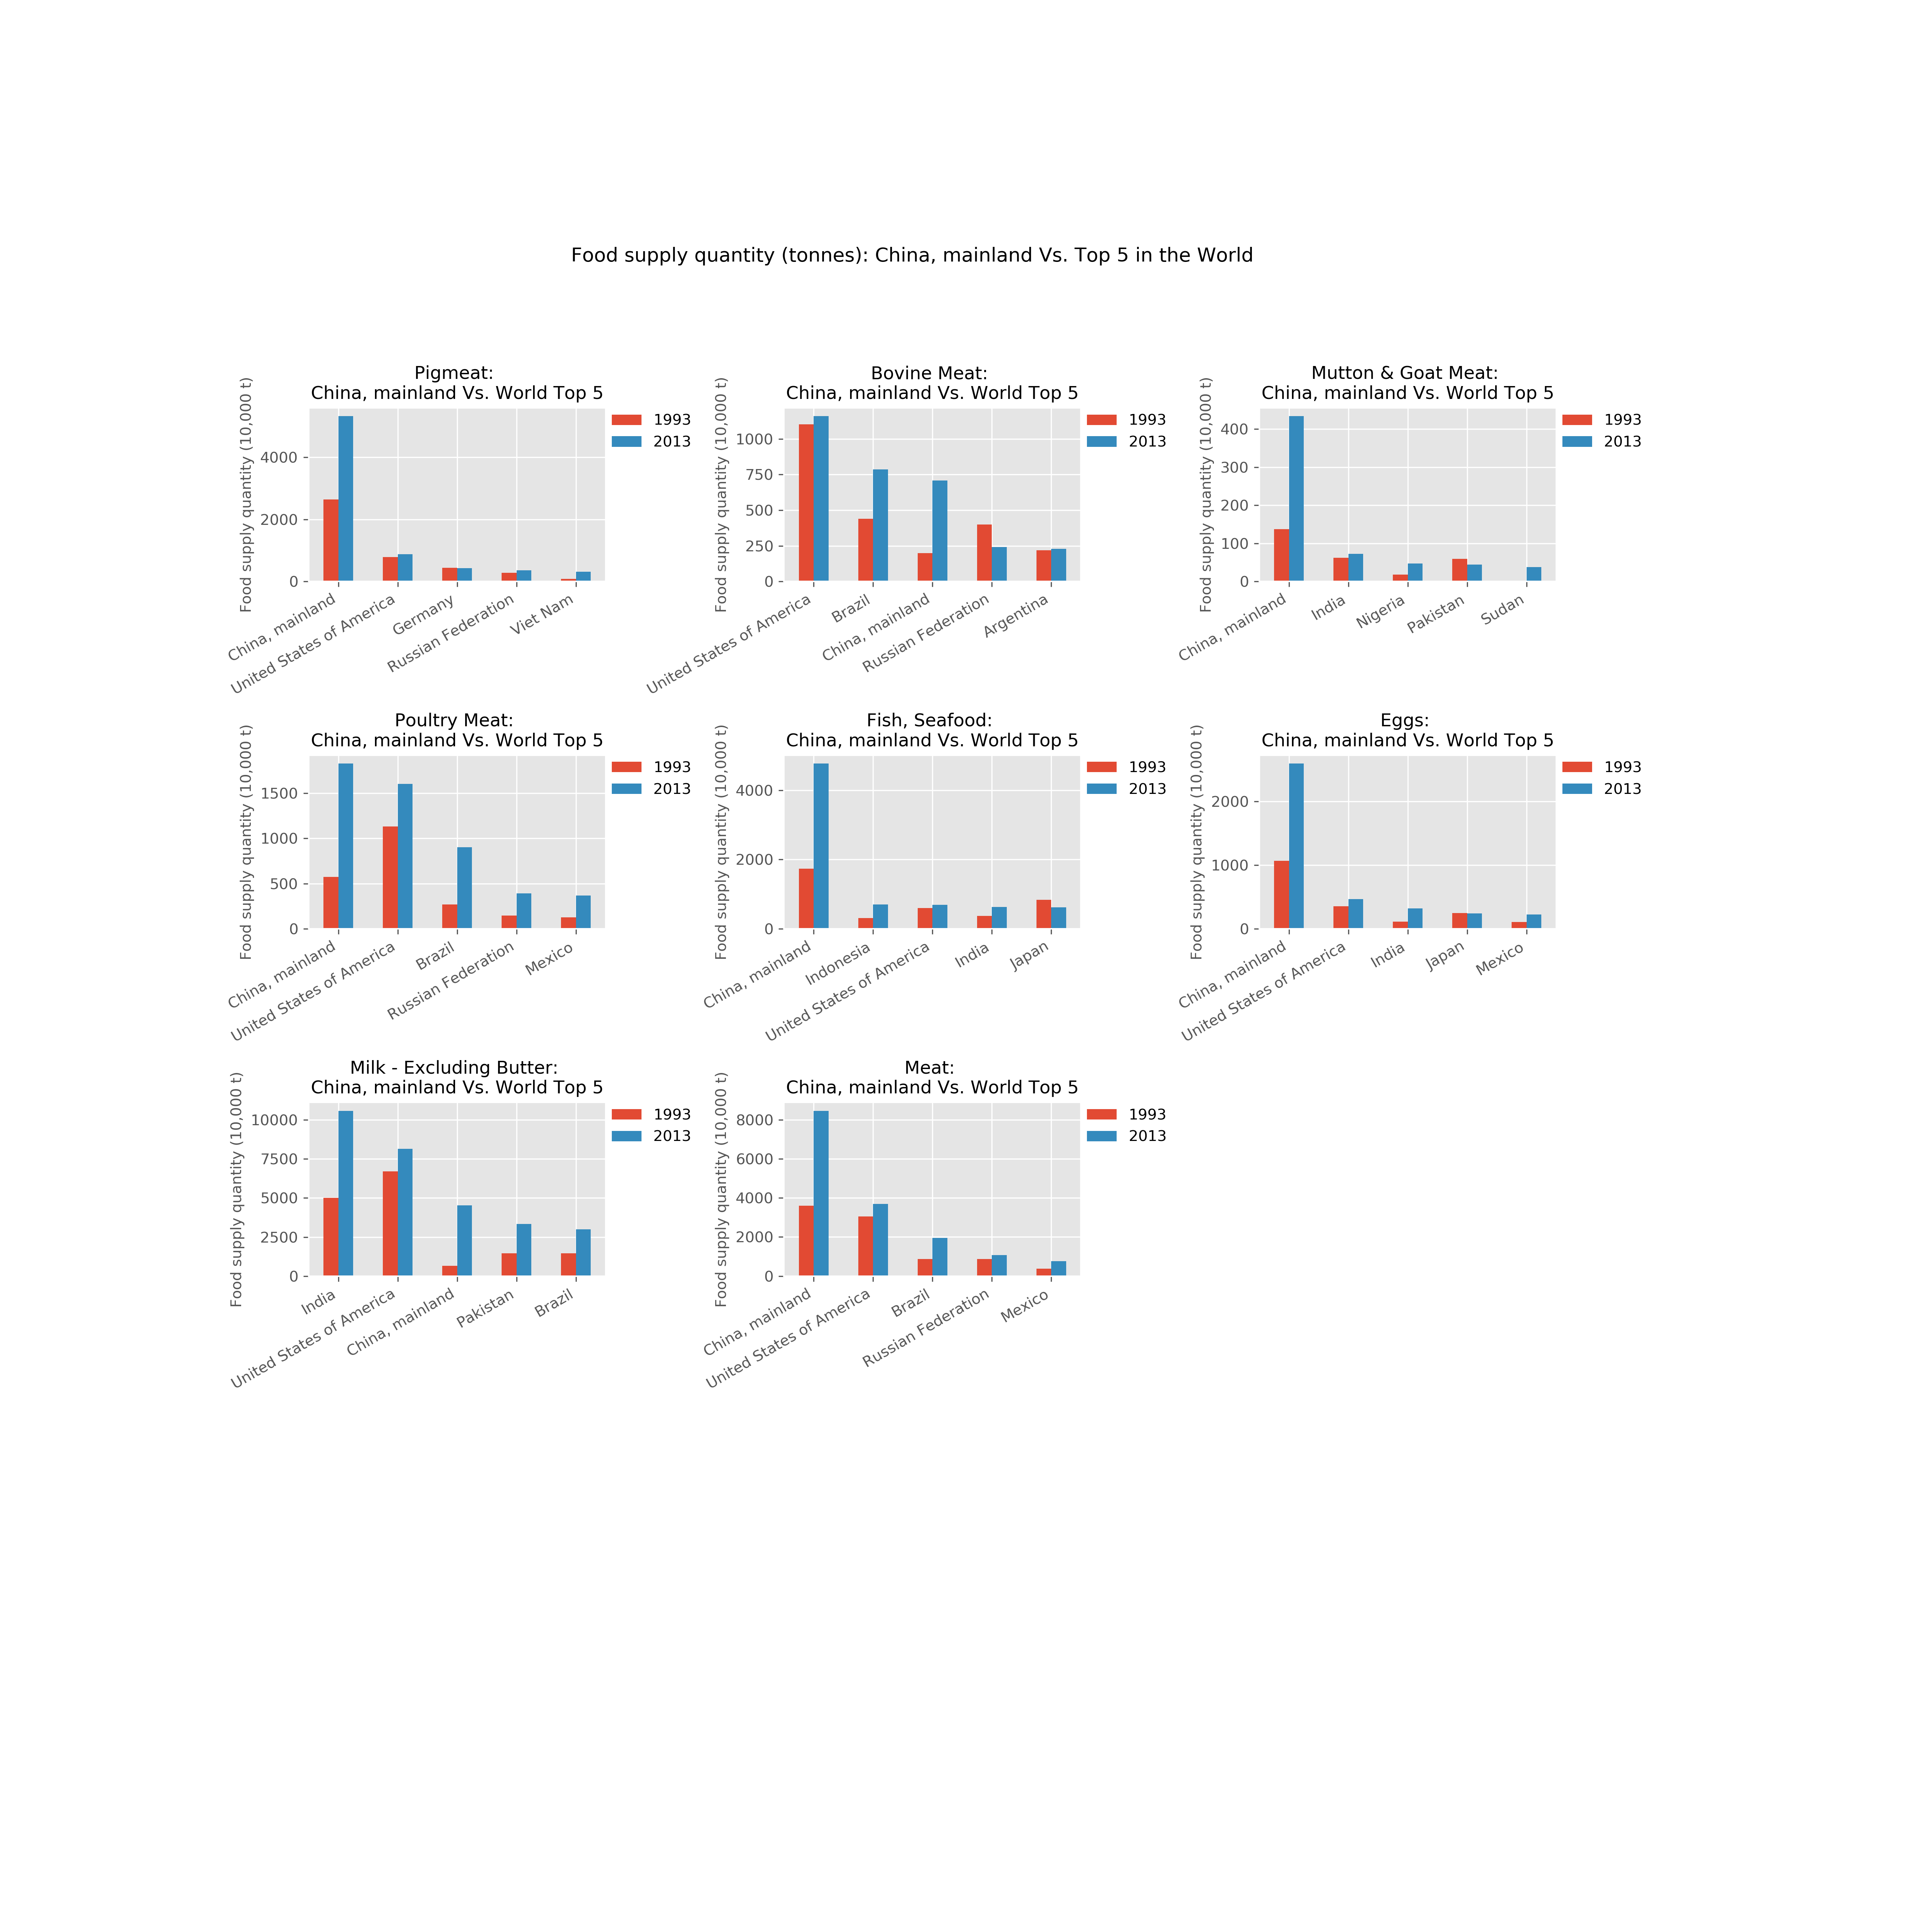 Food supply quantity (tonnes): China, mainland Vs. Top 5 in the World
Pigmeat:
China, mainland Vs. World Top 5
Food supply quantity (10,000 t)
4000
2000
0
China, mainland
United States of America
Germany
Russian Federation
Viet Nam
1993
2013
Bovine Meat:
China, mainland Vs. World Top 5
Food supply quantity (10,000 t)
1000
750
500
250
0
United States of America
Brazil
China, mainland
Russian Federation
Argentina
1993
2013
Mutton & Goat Meat:
China, mainland Vs. World Top 5
Food supply quantity (10,000 t)
400
300
200
100
0
China, mainland
India
Nigeria
Pakistan
Sudan
1993
2013
Poultry Meat:
China, mainland Vs. World Top 5
Food supply quantity (10,000 t)
1500
1000
500
0
China, mainland
United States of America
Brazil
Russian Federation
Mexico
1993
2013
Fish, Seafood:
China, mainland Vs. World Top 5
Food supply quantity (10,000 t)
4000
2000
0
China, mainland
Indonesia
United States of America
India
Japan
1993
2013
Eggs:
China, mainland Vs. World Top 5
Food supply quantity (10,000 t)
2000
1000
0
China, mainland
United States of America
India
Japan
Mexico
1993
2013
Milk - Excluding Butter:
China, mainland Vs. World Top 5
Food supply quantity (10,000 t)
10000
7500
5000
2500
0
India
United States of America
China, mainland
Pakistan
Brazil
1993
2013
Meat:
China, mainland Vs. World Top 5
Food supply quantity (10,000 t)
8000
6000
4000
2000
0
China, mainland
United States of America
Brazil
Russian Federation
Mexico
1993
2013